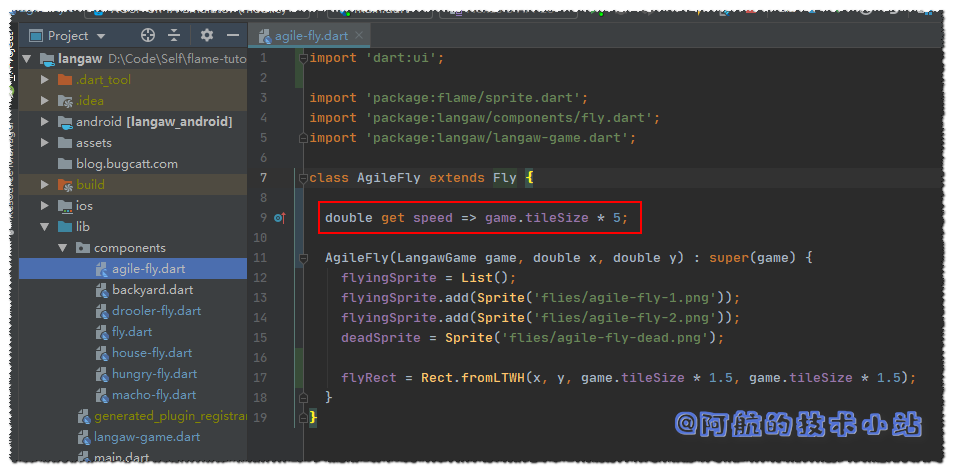 Project
langaw D:\Code\Self\flame-tuto
.dart_tool
.idea
android [langaw_android]
assets
blog.bugcatt.com
build
ios
lib
components
agile-fly.dart
backyard.dart
drooler-fly.dart
fly.dart
house-fly.dart
hungry-fly.dart
macho-fly.dart
generated_plugin_registran
langaw-game.dart
main.dart
agile-fly.dart
1 import 'dart:ui';
2
3 import 'package:flame/sprite.dart';
4 import 'package:langaw/components/fly.dart';
5 import 'package:langaw/langaw-game.dart';
6
7 class AgileFly extends Fly {
8
9 double get speed => game.tileSize * 5;
10
11 AgileFly(LangawGame game, double x, double y) : super(game) {
12 flyingSprite = List();
13 flyingSprite.add(Sprite('flies/agile-fly-1.png'));
14 flyingSprite.add(Sprite('flies/agile-fly-2.png'));
15 deadSprite = Sprite('flies/agile-fly-dead.png');
16
17 flyRect = Rect.fromLTWH(x, y, game.tileSize * 1.5, game.tileSize * 1.5);
18 }
19 }
@阿航的技术小站